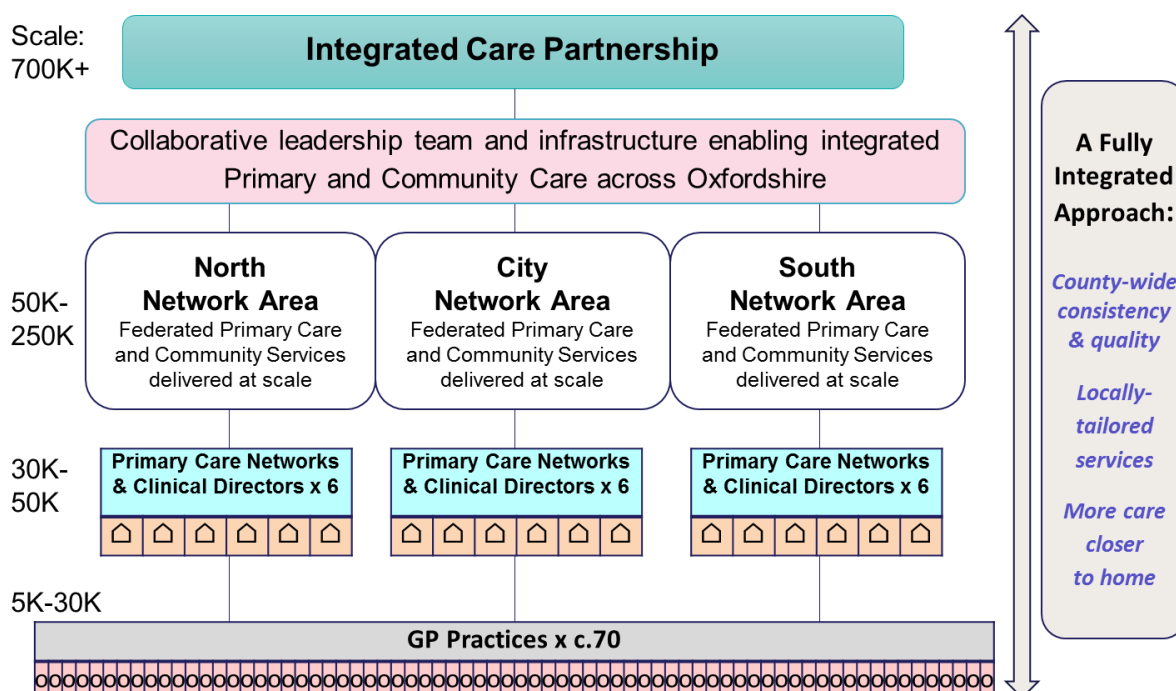 Scale:
700K+
Integrated Care Partnership
Collaborative leadership team and infrastructure enabling integrated
Primary and Community Care across Oxfordshire
50K-
250K
North
Network Area
Federated Primary Care
and Community Services
delivered at scale
City
Network Area
Federated Primary Care
and Community Services
delivered at scale
South
Network Area
Federated Primary Care
and Community Services
delivered at scale
30K-
50K
Primary Care Networks
& Clinical Directors x 6
Primary Care Networks
& Clinical Directors x 6
Primary Care Networks
& Clinical Directors x 6
5K-30K
GP Practices x c.70
A Fully
Integrated
Approach:
County-wide
consistency
& quality
Locally-
tailored
services
More care
closer
to home